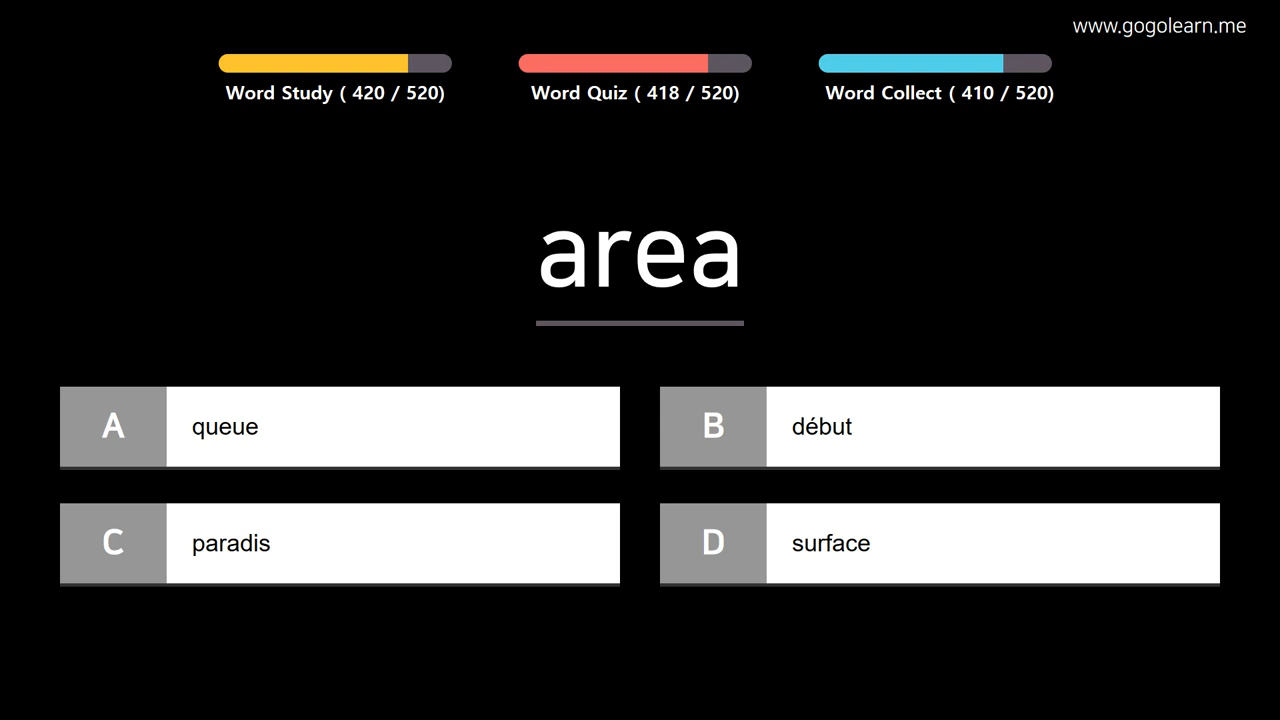 www.gogolearn.me
Word Study ( 420 / 520)
Word Quiz ( 418 / 520)
Word Collect ( 410 / 520)
area
A queue
B début
C paradis
D surface